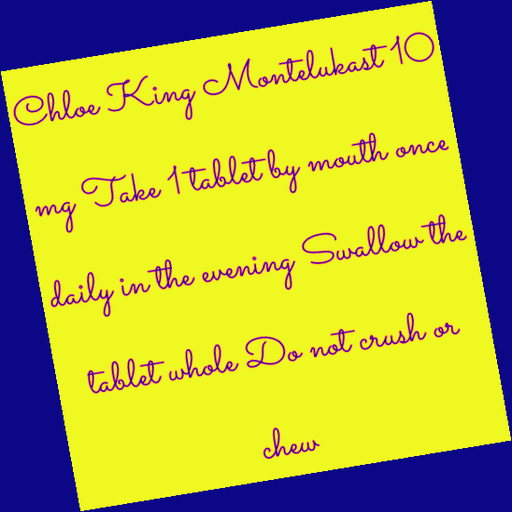 Chloe King Montelukast 10
mg Take 1 tablet by mouth once
daily in the evening Swallow the
tablet whole Do not crush or
chew